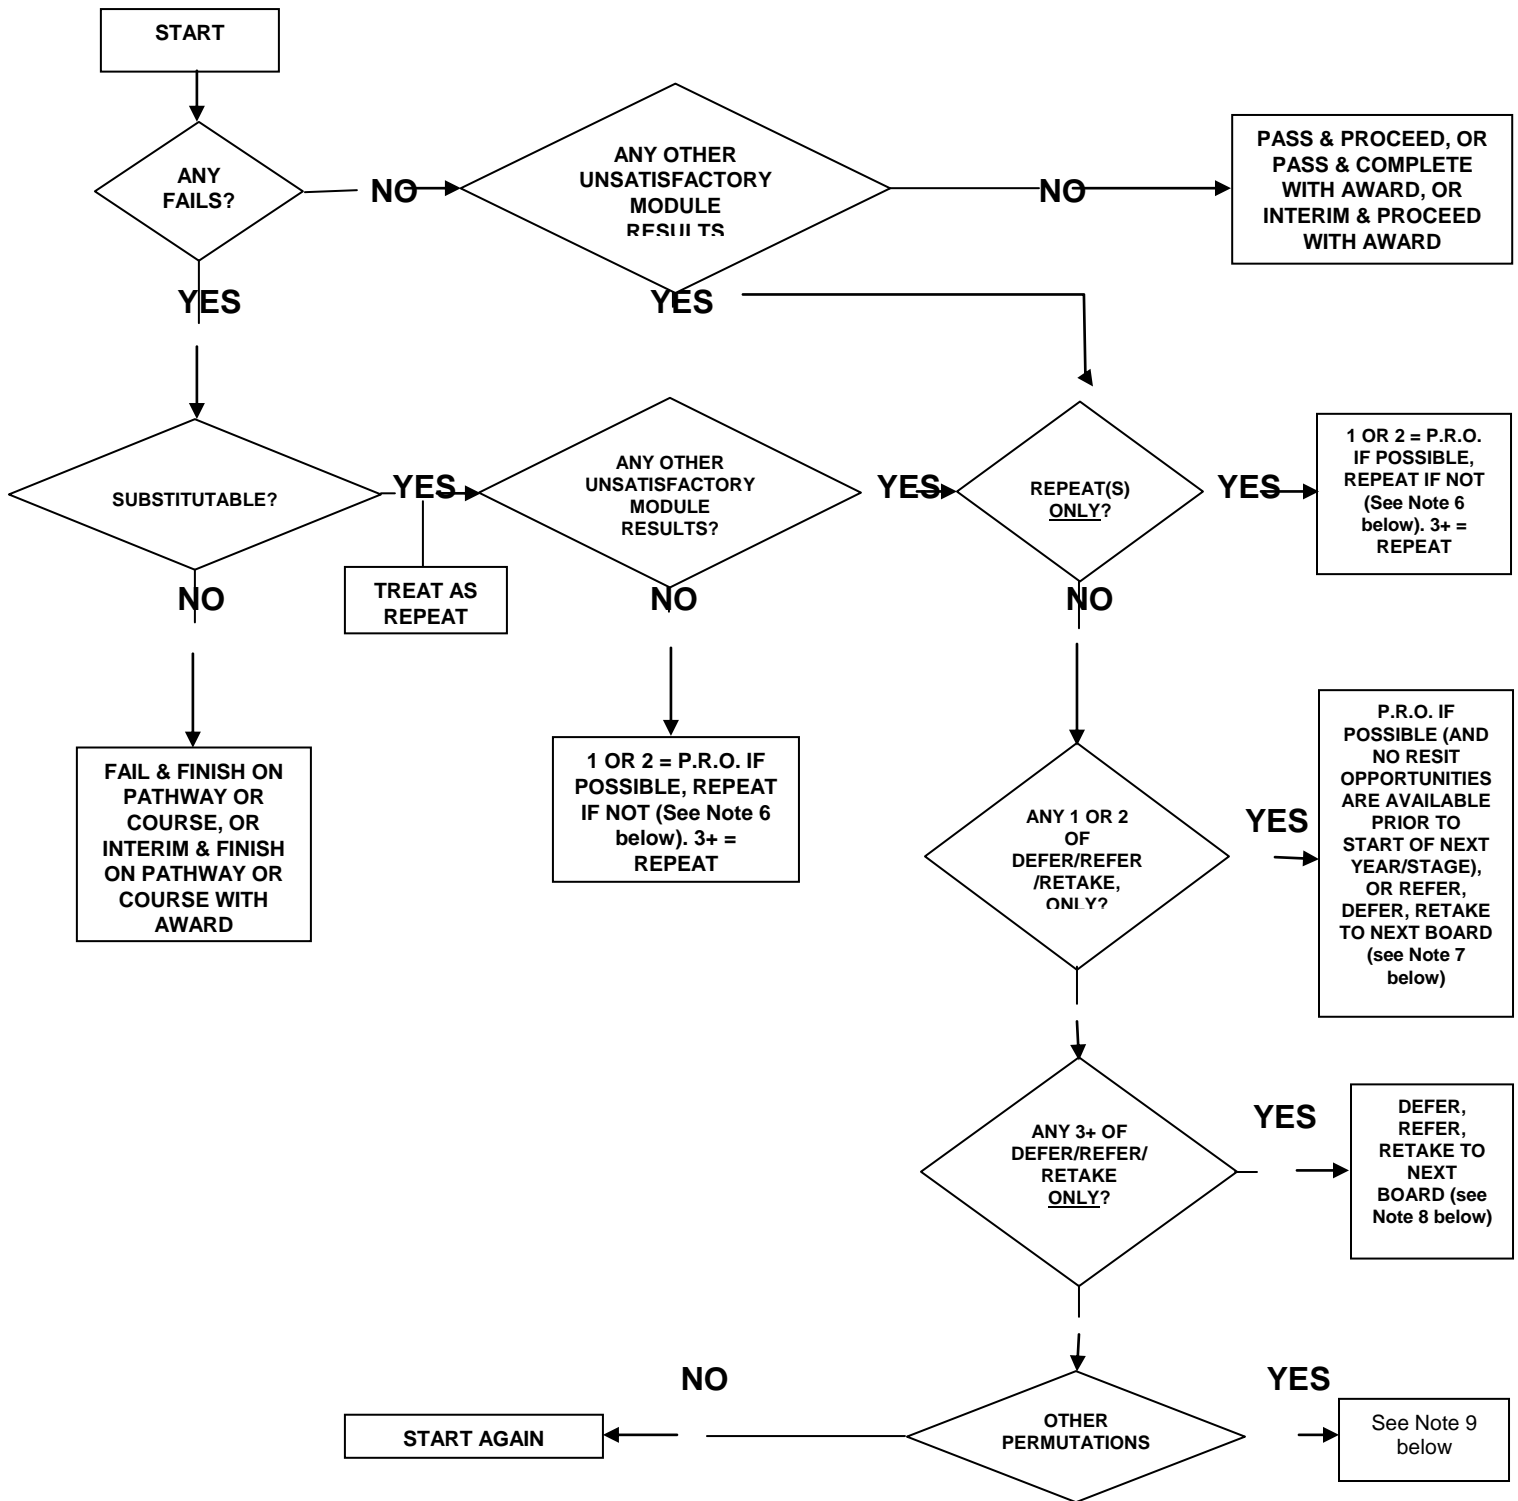 START
ANY
FAILS?
NO
ANY OTHER
UNSATISFACTORY
MODULE
RESULTS
NO
PASS & PROCEED, OR
PASS & COMPLETE
WITH AWARD, OR
INTERIM & PROCEED
WITH AWARD
YES
YES
SUBSTITUTABLE?
YES
TREAT AS
REPEAT
ANY OTHER
UNSATISFACTORY
MODULE
RESULTS?
YES
REPEAT(S)
ONLY?
YES
1 OR 2 = P.R.O.
IF POSSIBLE,
REPEAT IF NOT
(See Note 6
below). 3+ =
REPEAT
NO
NO
NO
FAIL & FINISH ON
PATHWAY OR
COURSE, OR
INTERIM & FINISH
ON PATHWAY OR
COURSE WITH
AWARD
1 OR 2 = P.R.O. IF
POSSIBLE, REPEAT
IF NOT (See Note 6
below). 3+ =
REPEAT
ANY 1 OR 2
OF
DEFER/REFER
/RETAKE,
ONLY?
YES
P.R.O. IF
POSSIBLE (AND
NO RESIT
OPPORTUNITIES
ARE AVAILABLE
PRIOR TO
START OF NEXT
YEAR/STAGE),
OR REFER,
DEFER, RETAKE
TO NEXT BOARD
(see Note 7
below)
ANY 3+ OF
DEFER/REFER/
RETAKE
ONLY?
YES
DEFER,
REFER,
RETAKE TO
NEXT
BOARD (see
Note 8 below)
OTHER
PERMUTATIONS
NO
START AGAIN
YES
See Note 9
below